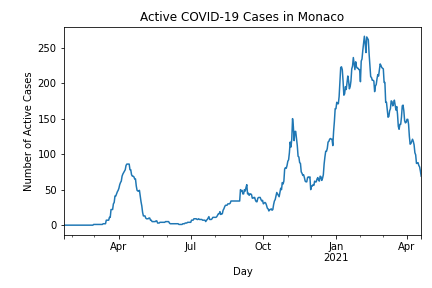 Active COVID-19 Cases in Monaco
Number of Active Cases
250
200
150
100
50
0
Apr Jul Oct Jan Apr
2021
Day